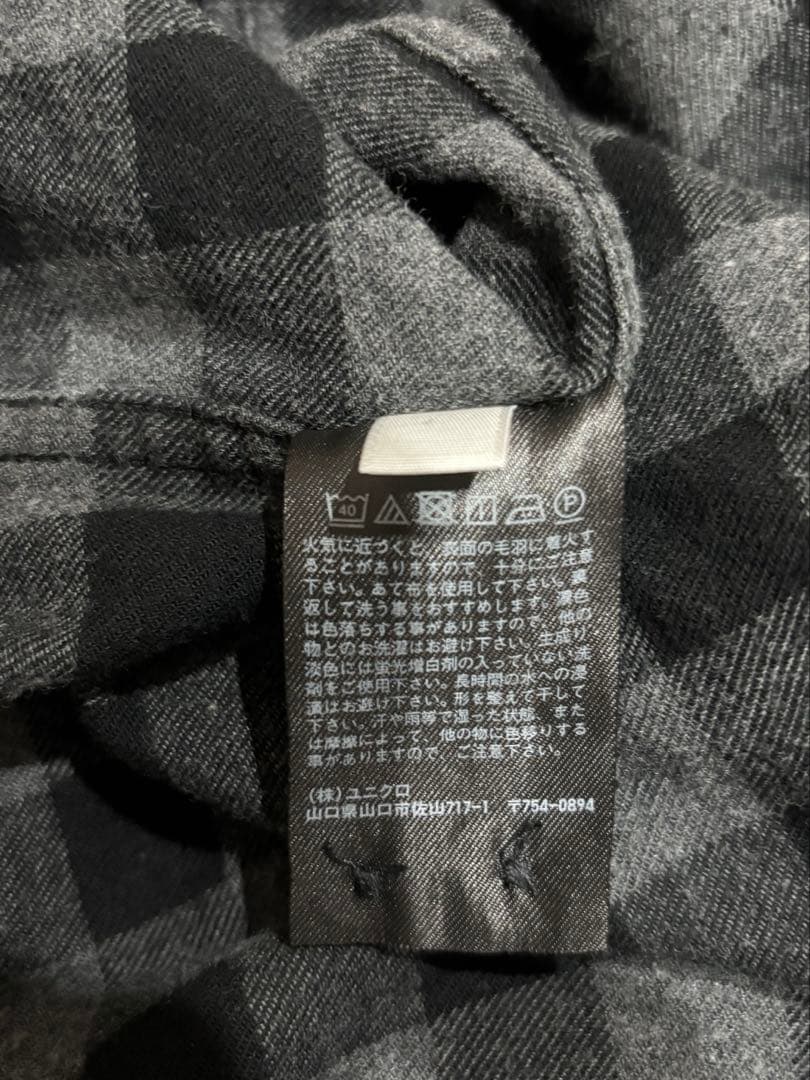 40
P
火気に近づくと、表面の毛羽に着火す
ることがありますので、十分にご注意
下さい。あて布を使用して下さい。裏
返して洗う事をおすすめします。濃色
は色落ちする事がありますので、他の
物とのお洗濯はお避け下さい。生成り
淡色には蛍光増白剤の入っていない洗
剤をご使用下さい。長時間の水への浸
漬はお避け下さい。形を整えて干して
下さい。汗や雨等で湿った状態、また
は摩擦によって、他の物に色移りする
事がありますので、ご注意下さい。
(株)ユニクロ
山口県山口市佐山717-1 〒754-0894